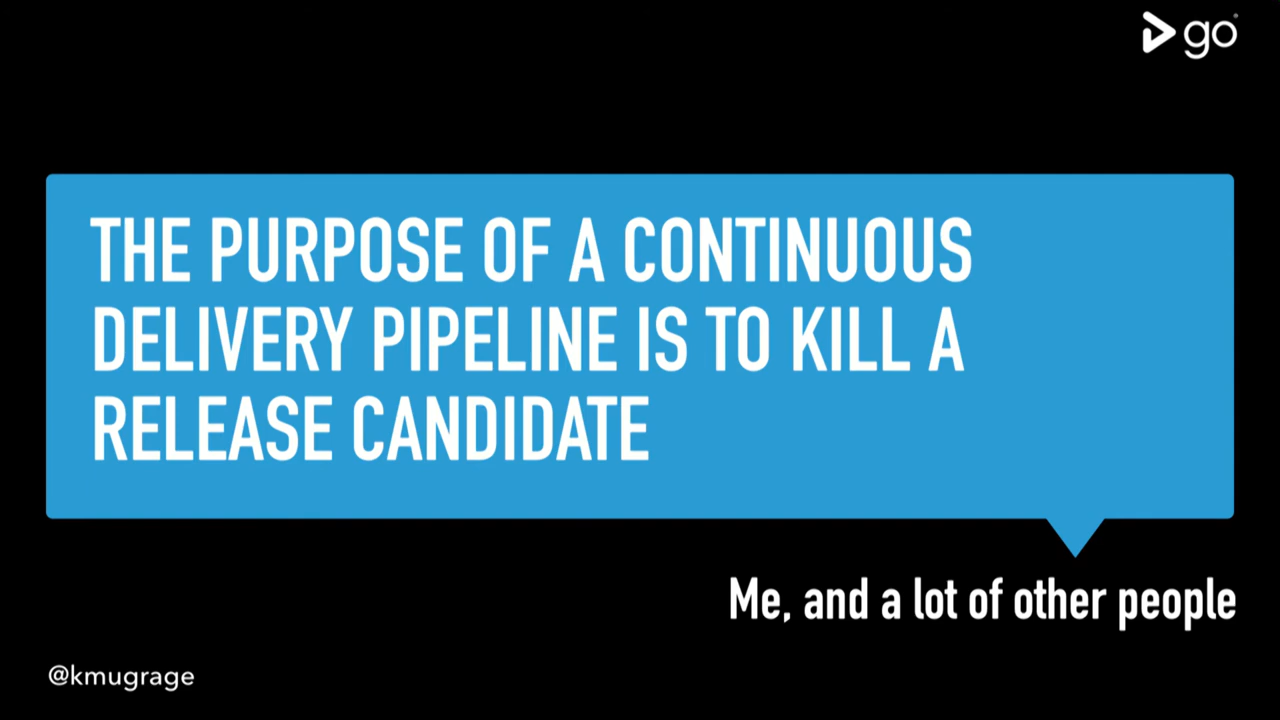 go
THE PURPOSE OF A CONTINUOUS
DELIVERY PIPELINE IS TO KILL A
RELEASE CANDIDATE
Me, and a lot of other people
@kmugrage